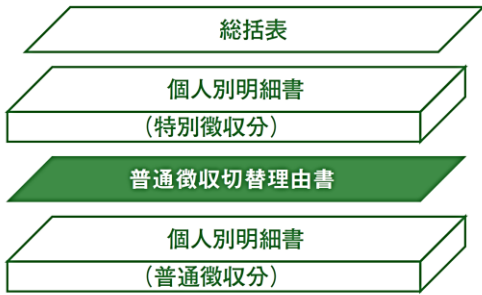 総括表
個人別明細書
（特別徴収分）
普通徴収切替理由書
個人別明細書
（普通徴収分）